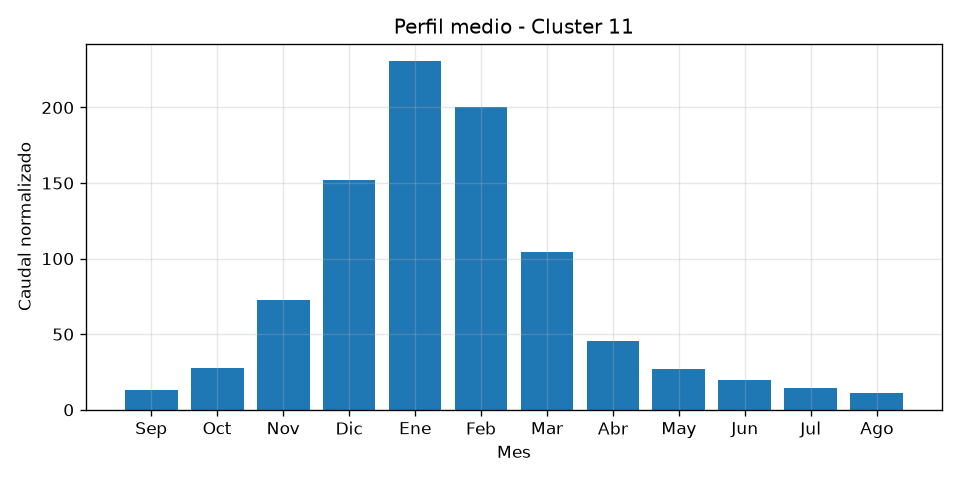 Perfil medio - Cluster 11
Caudal normalizado
200
150
100
50
0
Sep Oct Nov Dic Ene Feb Mar Abr May Jun Jul Ago
Mes